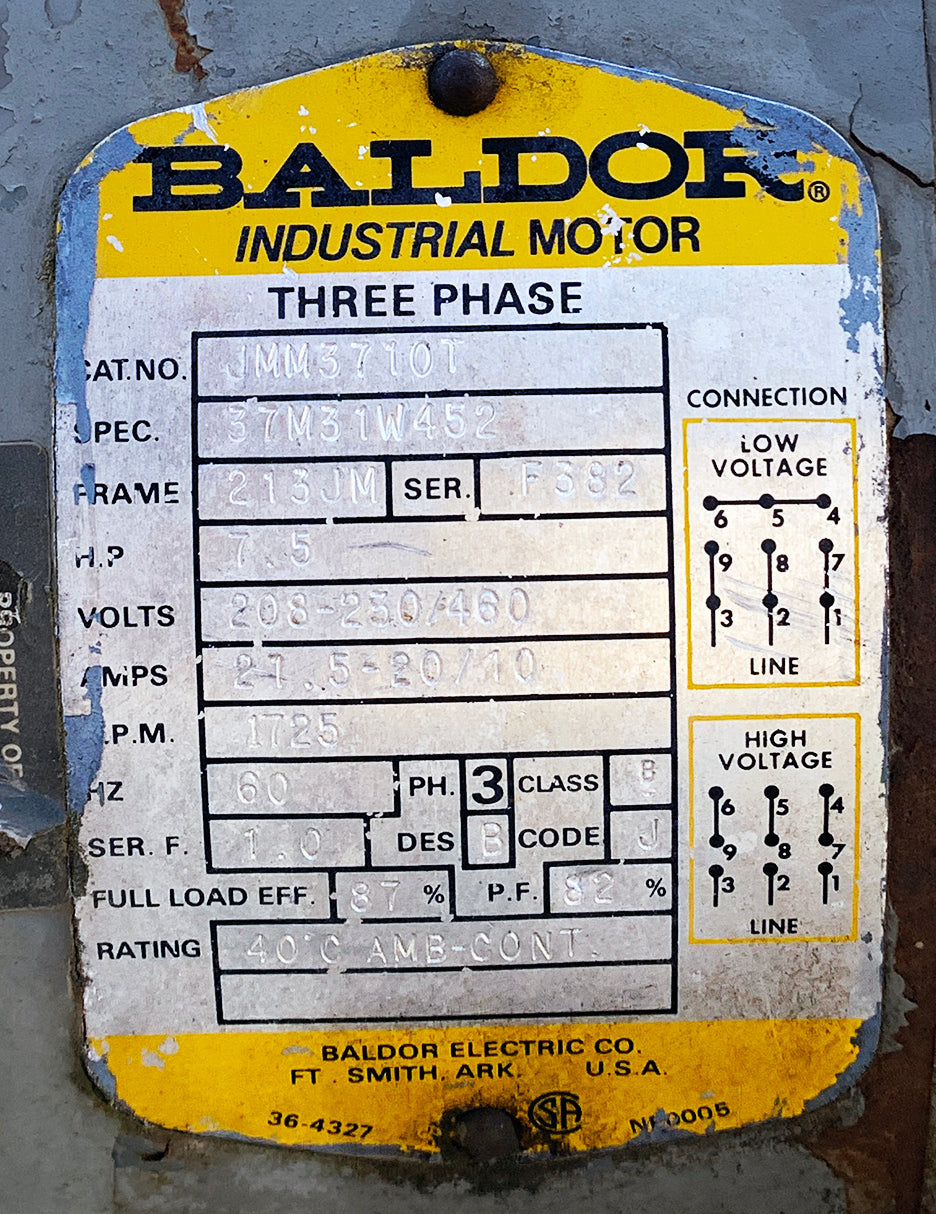 BALDOR®
INDUSTRIAL MOTOR
THREE PHASE
CAT.NO. JMM3710T
SPEC. 37M31W452
FRAME 213JM SER. F382
H.P 7.5
VOLTS 208-230/460
AMPS 21.5-20/10
.P.M. 1725
HZ 60 PH. 3 CLASS B
SER. F. 1.0 DES B CODE J
FULL LOAD EFF. 87 % P.F. 82 %
RATING 40°C AMB-CONT.
CONNECTION
LOW
VOLTAGE
6 5 4
9 8 7
3 2 1
LINE
HIGH
VOLTAGE
6 5 4
9 8 7
3 2 1
LINE
BALDOR ELECTRIC CO.
FT. SMITH, ARK. U.S.A.
36-4327 SA
PROPERTY OF